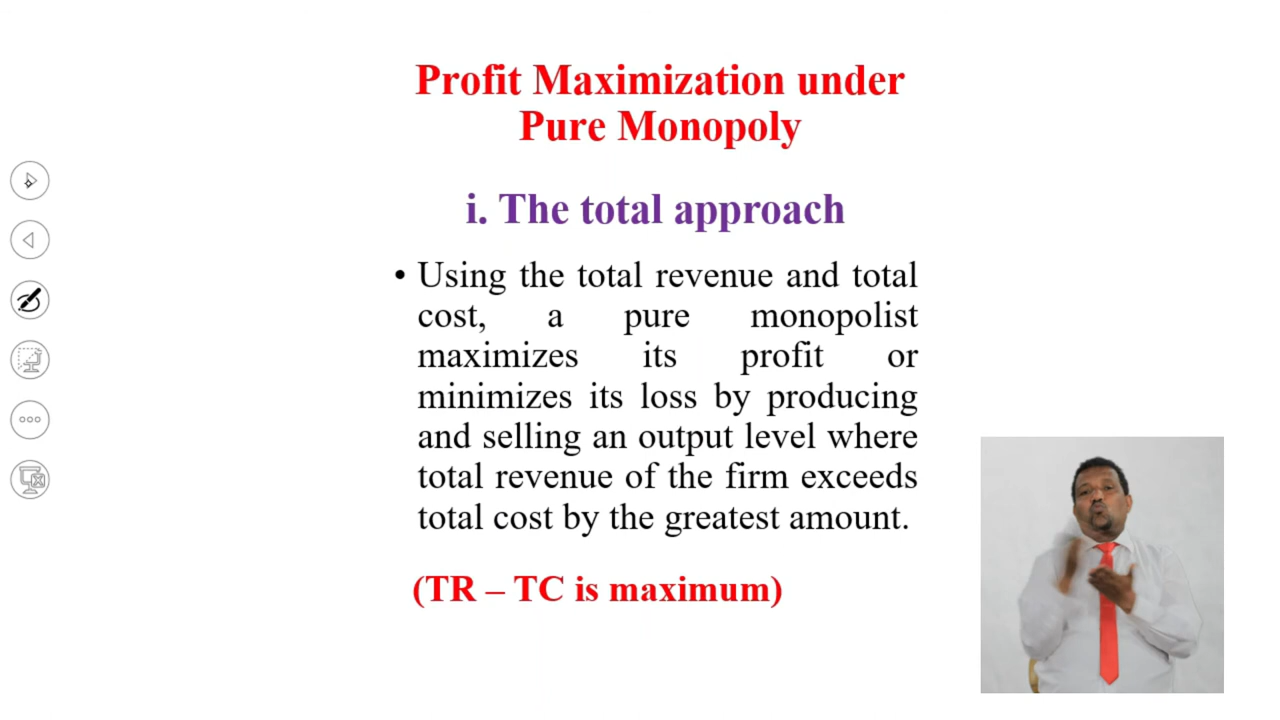 Profit Maximization under
Pure Monopoly
i. The total approach
• Using the total revenue and total
cost, a pure monopolist
maximizes its profit or
minimizes its loss by producing
and selling an output level where
total revenue of the firm exceeds
total cost by the greatest amount.
(TR – TC is maximum)